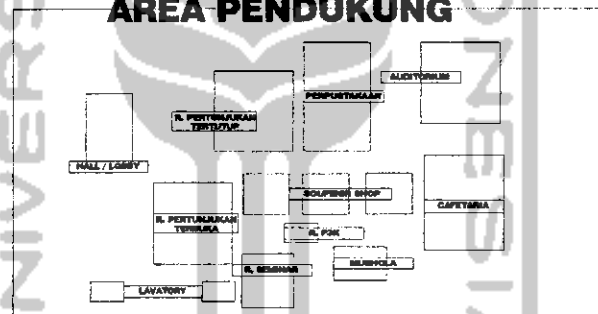 AREA PENDUKUNG
AUDITORIUM
PERPUSTAKAAN
R. PERTUNJUKAN
TERTUTUP
HALL / LOBBY
SOUVENIR SHOP
CAFETARIA
R. PERTUNJUKAN
TERBUKA
R. P3K
R. SEMINAR
MUSHOLA
LAVATORY